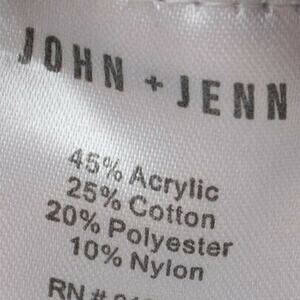 JOHN + JENN
45% Acrylic
25% Cotton
20% Polyester
10% Nylon
RN #